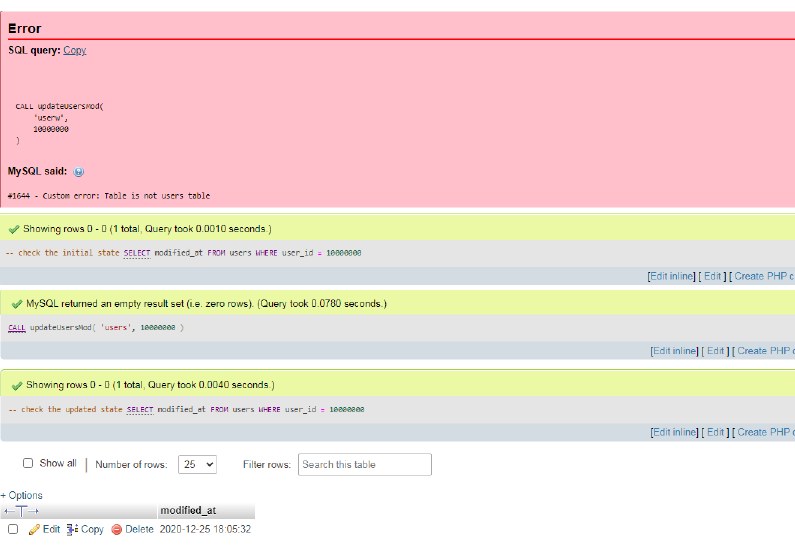 Error
SQL query: Copy
CALL updateUsersMod(
'userw',
10000000
)
MySQL said:
#1644 - Custom error: Table is not users table
Showing rows 0 - 0 (1 total, Query took 0.0010 seconds.)
-- check the initial state SELECT modified_at FROM users WHERE user_id = 10000000
[Edit inline] [ Edit ] [ Create PHP c
MySQL returned an empty result set (i.e. zero rows). (Query took 0.0780 seconds.)
CALL updateUsersMod( 'users', 10000000 )
[Edit inline] [ Edit ] [ Create PHP c
Showing rows 0 - 0 (1 total, Query took 0.0040 seconds.)
-- check the updated state SELECT modified_at FROM users WHERE user_id = 10000000
[Edit inline] [ Edit ] [ Create PHP c
Show all | Number of rows: 25 Filter rows: Search this table
+ Options
←T→ modified_at
Edit Copy Delete 2020-12-25 18:05:32